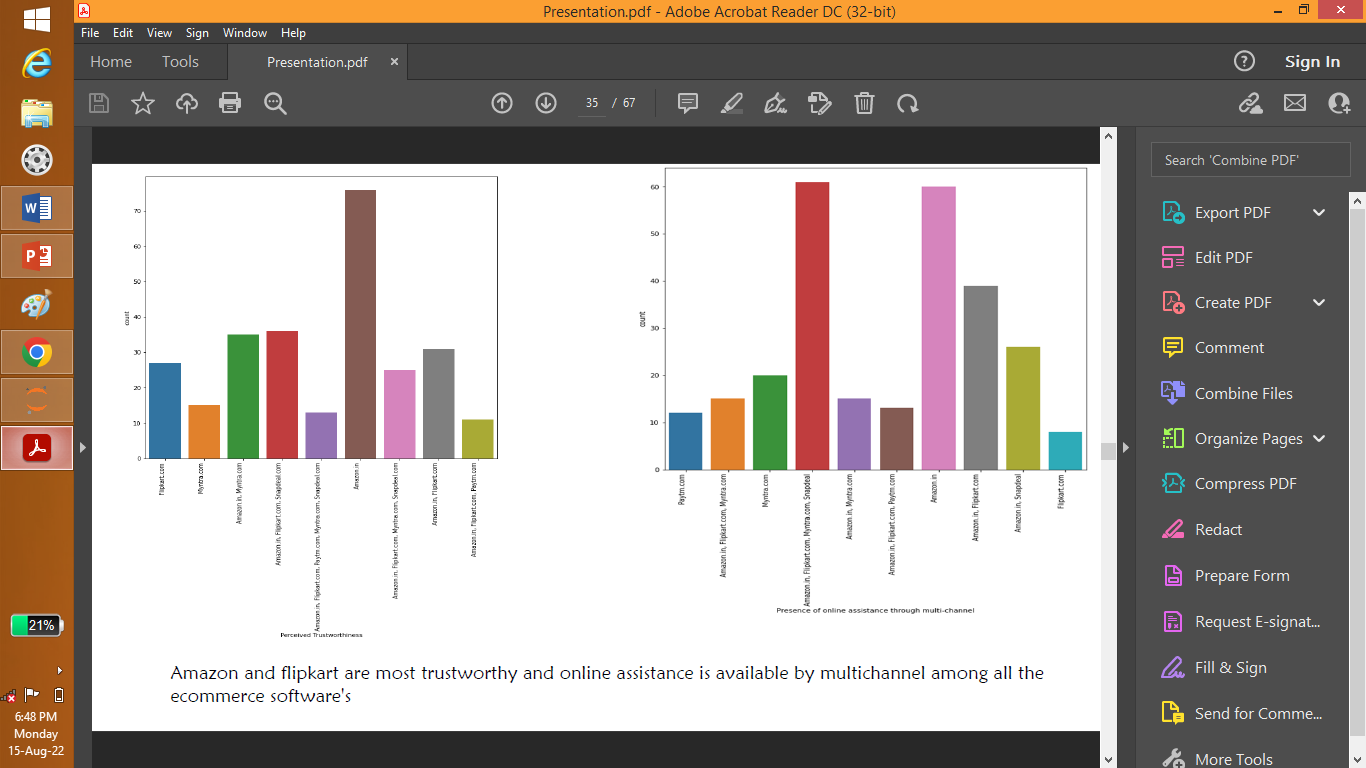 Presentation.pdf - Adobe Acrobat Reader DC (32-bit)
File Edit View Sign Window Help
Home Tools Presentation.pdf × Sign In
35 / 67
Search 'Combine PDF'
Export PDF
Edit PDF
Create PDF
Comment
Combine Files
Organize Pages
Compress PDF
Redact
Prepare Form
Request E-signat...
Fill & Sign
Send for Comme...
More Tools
70
60
50
40
30
20
10
0
count
Flipkart.com
Myntra.com
Amazon.in, Myntra.com
Amazon.in, Flipkart.com, Snapdeal.com
Amazon.in, Flipkart.com, Paytm.com, Myntra.com, Snapdeal.com
Amazon.in
Amazon.in, Flipkart.com, Myntra.com, Snapdeal.com
Amazon.in, Flipkart.com
Amazon.in, Flipkart.com, Paytm.com
Perceived Trustworthiness
60
50
40
30
20
10
0
count
Paytm.com
Amazon.in, Flipkart.com, Myntra.com
Myntra.com
Amazon.in, Flipkart.com, Myntra.com, Snapdeal
Amazon.in, Myntra.com
Amazon.in, Flipkart.com, Paytm.com
Amazon.in
Amazon.in, Flipkart.com
Amazon.in, Snapdeal
Flipkart.com
Presence of online assistance through multi-channel
Amazon and flipkart are most trustworthy and online assistance is available by multichannel among all the
ecommerce software's
21%
6:48 PM
Monday
15-Aug-22